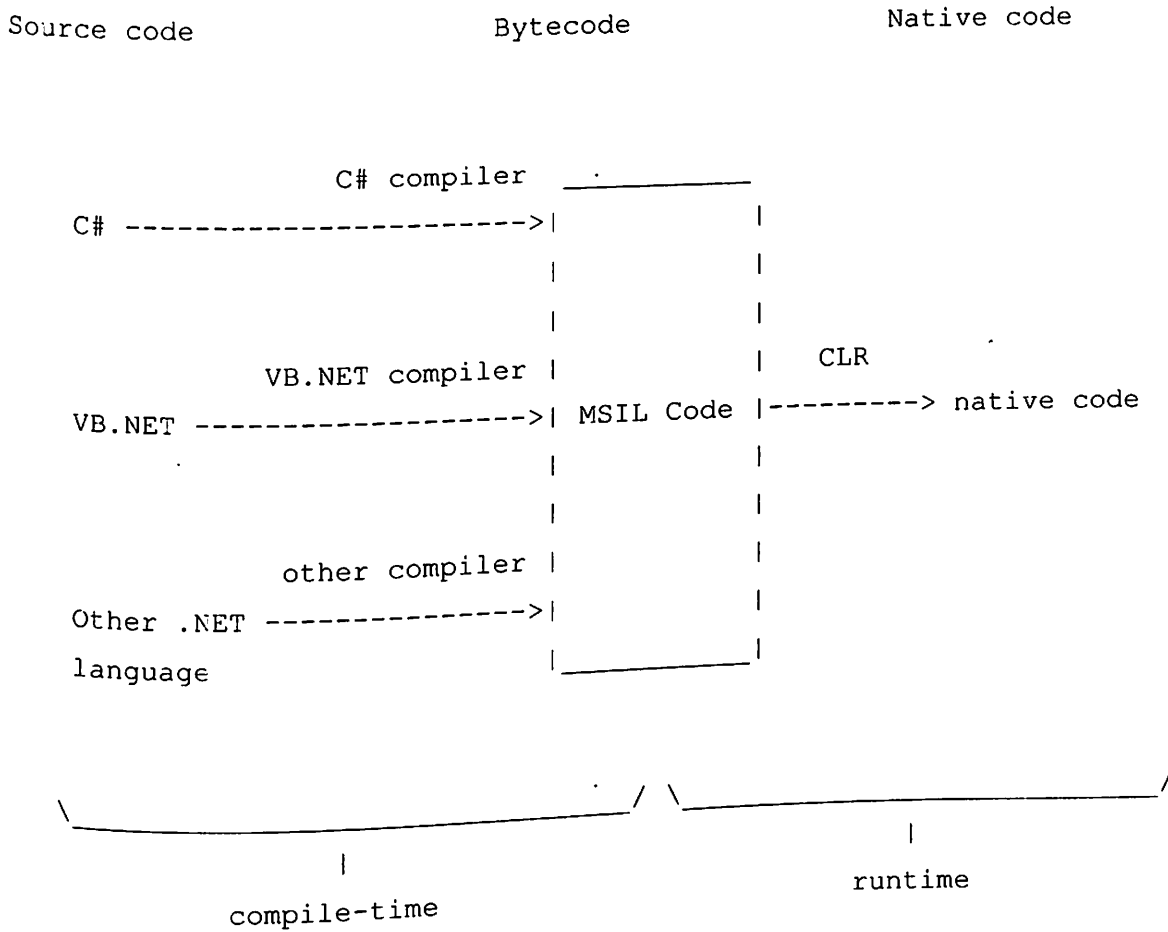 Source code Bytecode Native code
C# compiler
C# ----------------------->|
VB.NET compiler
CLR
VB.NET ------------------->| MSIL Code |---------> native code
other compiler
Other .NET --------------->|
language
compile-time
runtime